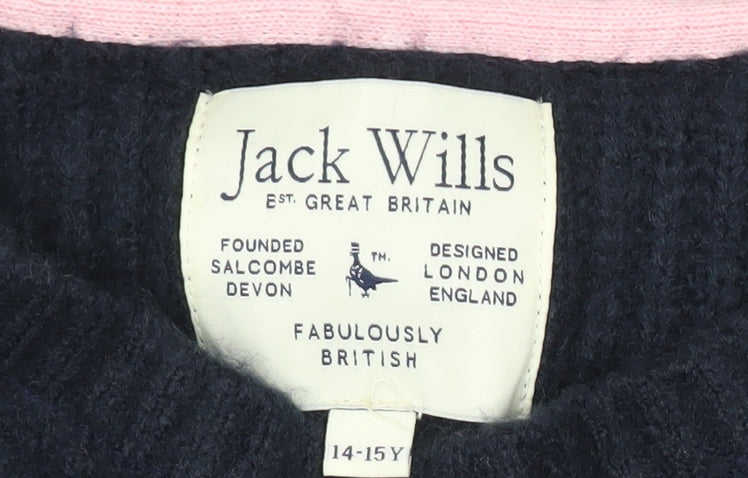 Jack Wills
EST. GREAT BRITAIN
FOUNDED
SALCOMBE
DEVON
TH.
DESIGNED
LONDON
ENGLAND
FABULOUSLY
BRITISH
14-15Y